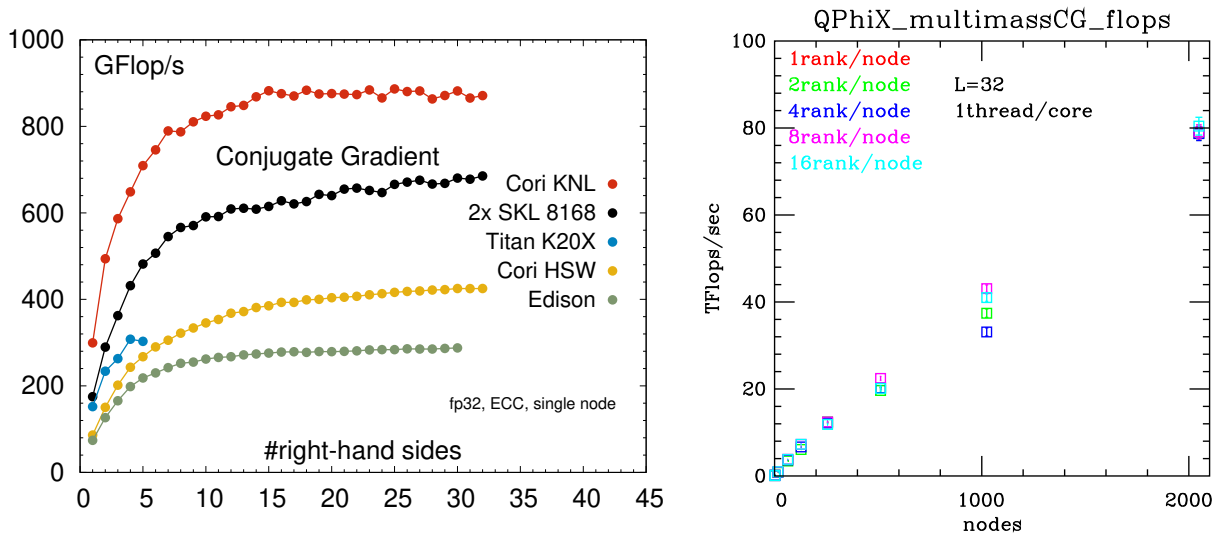 GFlop/s
1000
800
600
400
200
0
Conjugate Gradient
Cori KNL
2x SKL 8168
Titan K20X
Cori HSW
Edison
fp32, ECC, single node
#right-hand sides
0 5 10 15 20 25 30 35 40 45
QPhiX_multimassCG_flops
100
80
60
40
20
0
TFlops/sec
1rank/node
2rank/node L=32
4rank/node 1thread/core
8rank/node
16rank/node
0 1000 2000
nodes